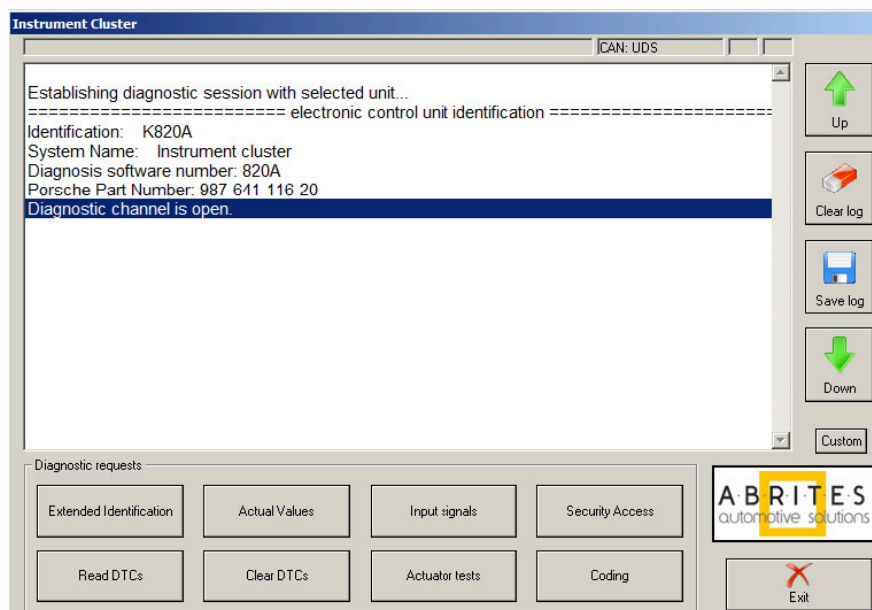 Instrument Cluster
CAN: UDS
Establishing diagnostic session with selected unit...
========================= electronic control unit identification ======================
Identification: K820A
System Name: Instrument cluster
Diagnosis software number: 820A
Porsche Part Number: 987 641 116 20
Diagnostic channel is open.
Up
Clear log
Save log
Down
Custom
Diagnostic requests
Extended Identification
Actual Values
Input signals
Security Access
Read DTCs
Clear DTCs
Actuator tests
Coding
A·B·R·I·T·E·S
automotive solutions
Exit